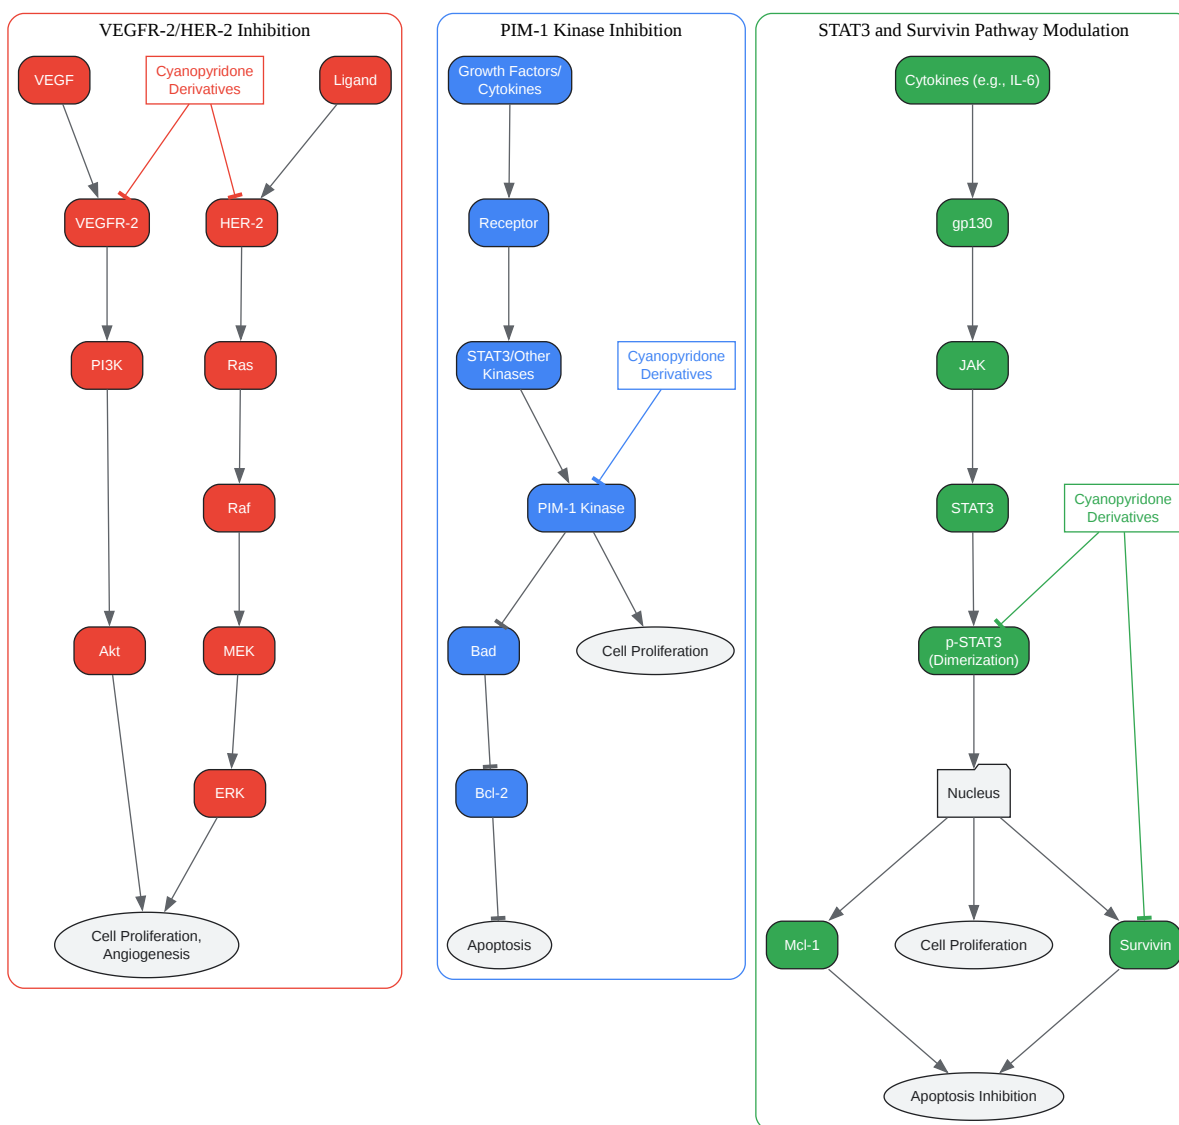 VEGFR-2/HER-2 Inhibition
VEGF
Cyanopyridone
Derivatives
Ligand
VEGFR-2
HER-2
PI3K
Ras
Raf
Akt
MEK
ERK
Cell Proliferation,
Angiogenesis
PIM-1 Kinase Inhibition
Growth Factors/
Cytokines
Receptor
STAT3/Other
Kinases
Cyanopyridone
Derivatives
PIM-1 Kinase
Bad
Cell Proliferation
Bcl-2
Apoptosis
STAT3 and Survivin Pathway Modulation
Cytokines (e.g., IL-6)
gp130
JAK
STAT3
Cyanopyridone
Derivatives
p-STAT3
(Dimerization)
Nucleus
Mcl-1
Cell Proliferation
Survivin
Apoptosis Inhibition